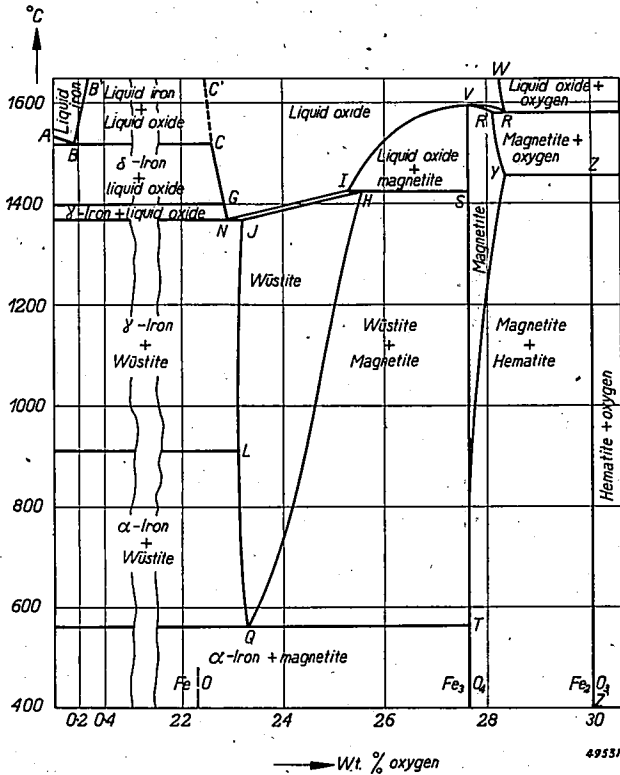 °C
W
A
Liquid
iron
B'
Liquid iron
+
Liquid oxide
C'
Liquid oxide
V
Liquid oxide +
oxygen
1600
R
R
B
C
Magnetite +
oxygen
δ-Iron
+
liquid oxide
I
Liquid oxide
+
magnetite
Y
Z
H
S
G
1400
γ-Iron + liquid oxide
N
J
Magnetite
Wüstite
1200
γ-Iron
+
Wüstite
Wüstite
+
Magnetite
Magnetite
+
Hematite
1000
L
Hematite + oxygen
800
α-Iron
+
Wüstite
600
Q
T
α-Iron + magnetite
Fe O
Fe₃ O₄
Fe₂ O₃
Z'
400
0·2 0·4 22 24 26 28 30
Wt. % oxygen